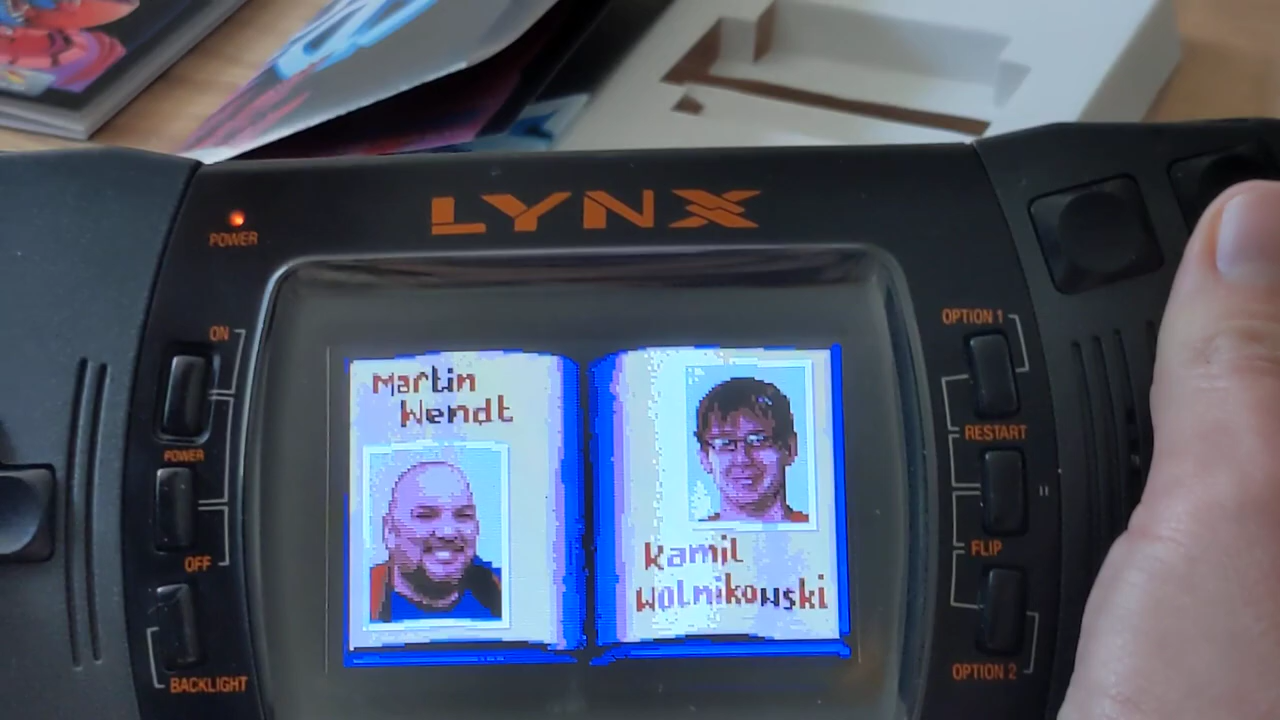 LYNX
POWER
ON
POWER
OFF
BACKLIGHT
Martin
Wendt
Kamil
Wolnikowski
OPTION 1
RESTART
FLIP
OPTION 2